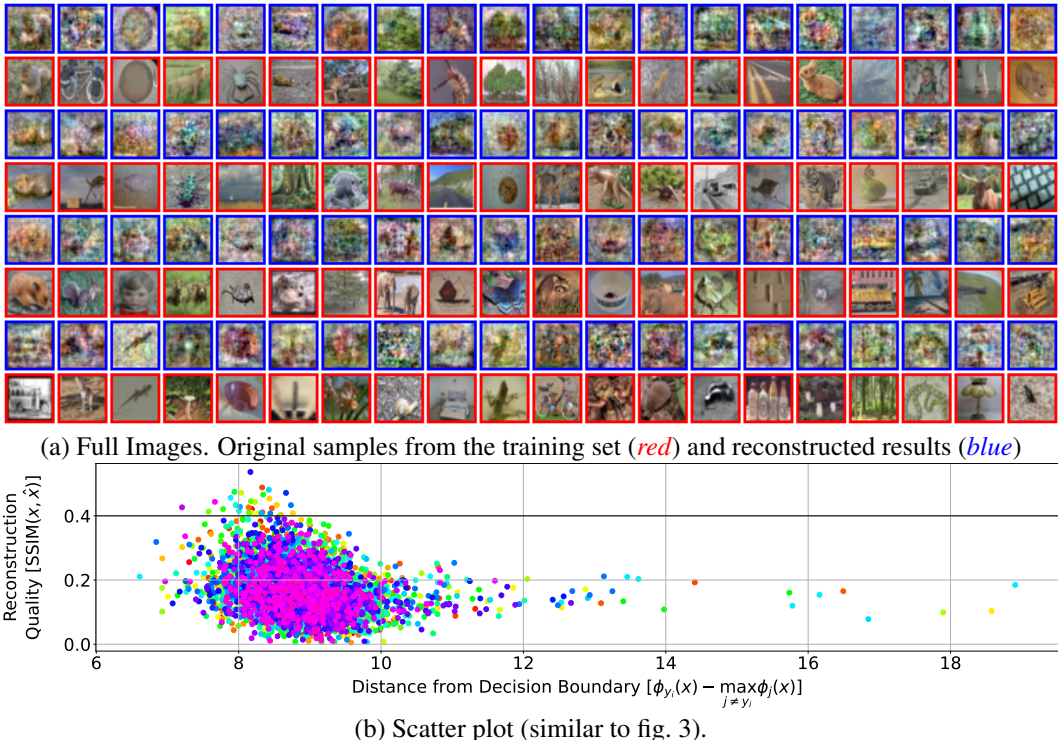 (a) Full Images. Original samples from the training set (red) and reconstructed results (blue)
Reconstruction
Quality [SSIM(x, x̂)]
0.4
0.2
0.0
6 8 10 12 14 16 18
Distance from Decision Boundary [ϕ_{y_i}(x) − max_{j≠y_i} ϕ_j(x)]
(b) Scatter plot (similar to fig. 3).